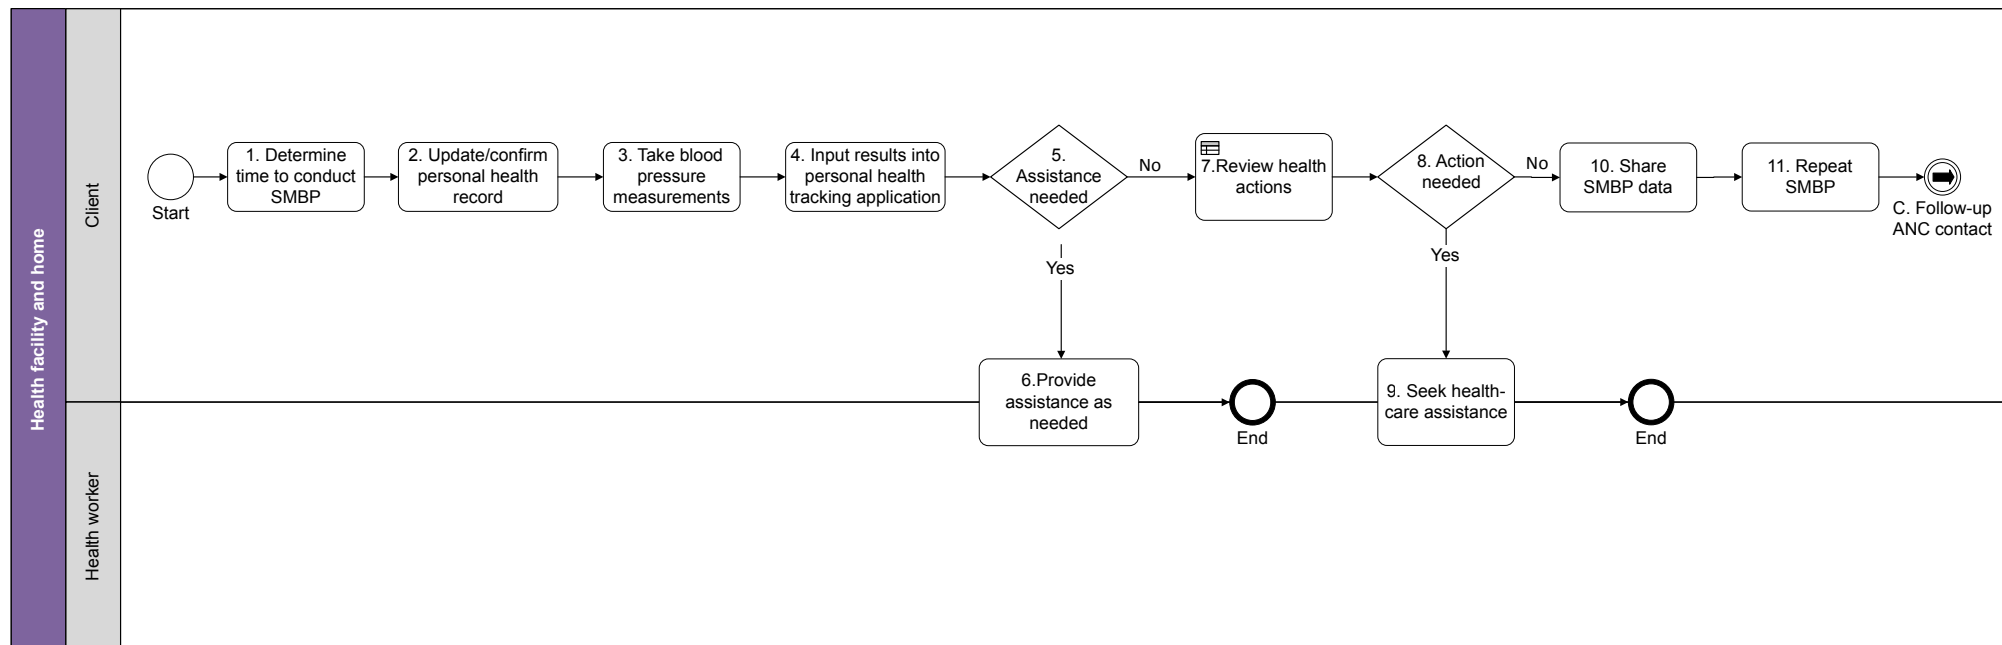 Health facility and home
Client
Health worker
Start
1. Determine
time to conduct
SMBP
2. Update/confirm
personal health
record
3. Take blood
pressure
measurements
4. Input results into
personal health
tracking application
5.
Assistance
needed
No
Yes
6.Provide
assistance as
needed
End
7.Review health
actions
8. Action
needed
No
Yes
9. Seek health-
care assistance
End
10. Share
SMBP data
11. Repeat
SMBP
C. Follow-up
ANC contact